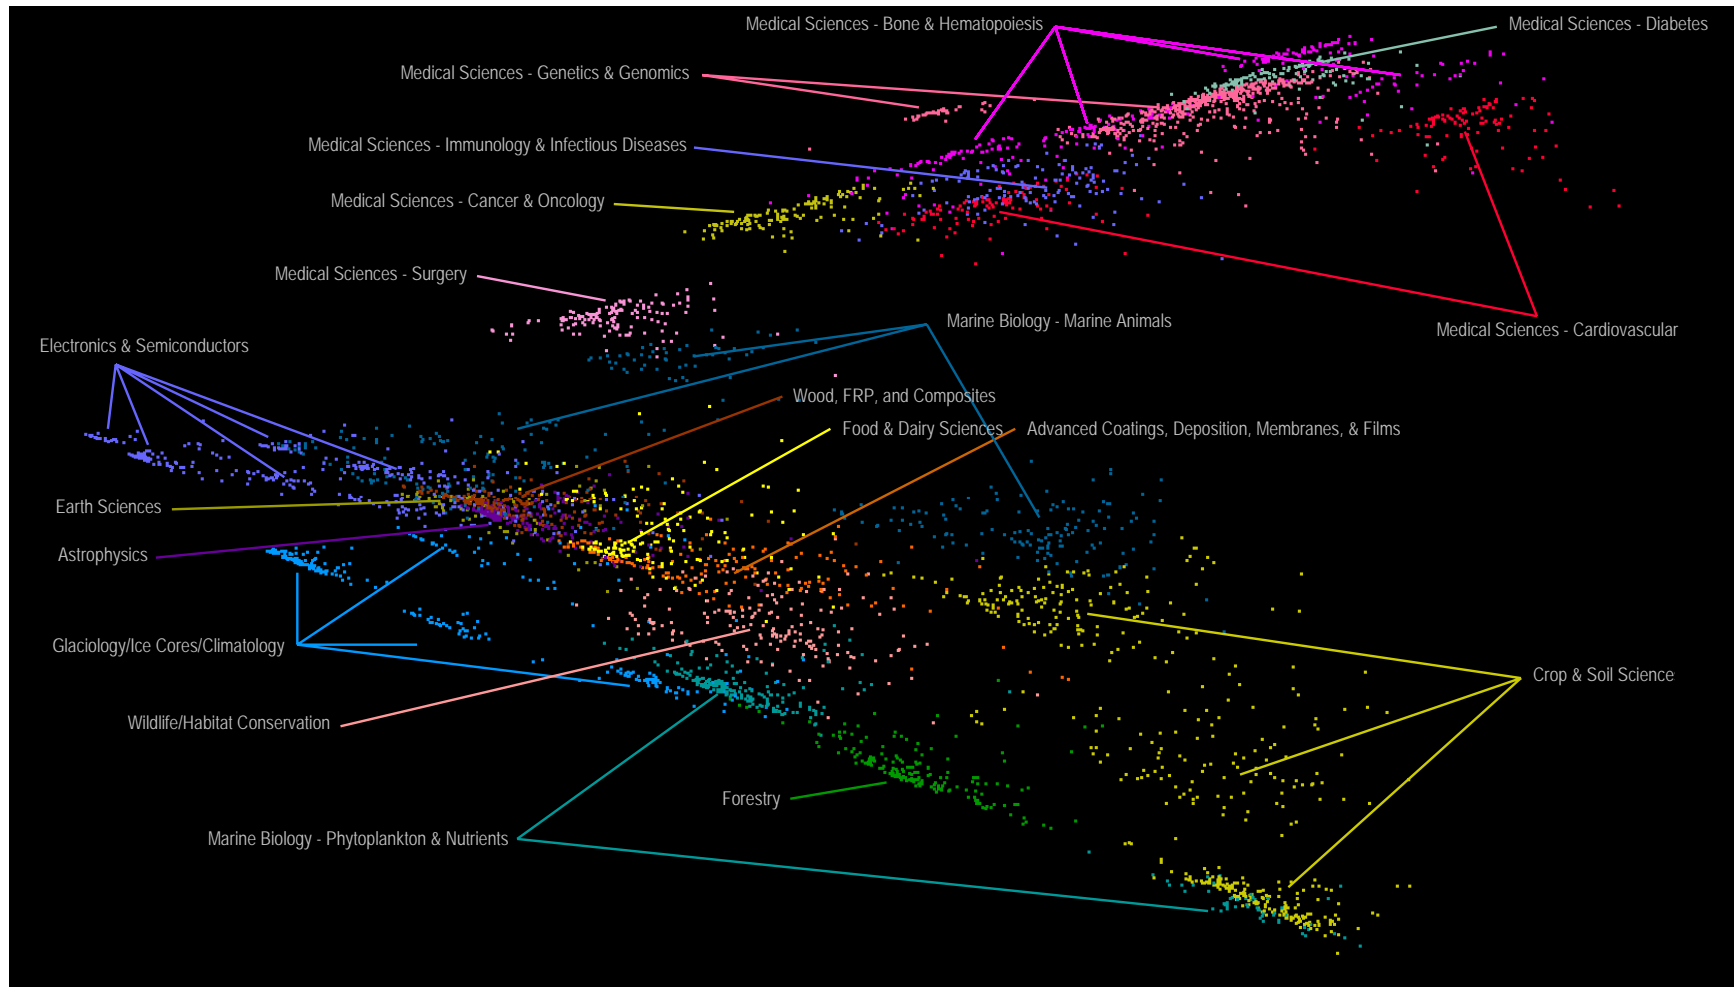 Medical Sciences - Bone & Hematopoiesis
Medical Sciences - Diabetes
Medical Sciences - Genetics & Genomics
Medical Sciences - Immunology & Infectious Diseases
Medical Sciences - Cancer & Oncology
Medical Sciences - Surgery
Marine Biology - Marine Animals
Medical Sciences - Cardiovascular
Electronics & Semiconductors
Wood, FRP, and Composites
Food & Dairy Sciences
Advanced Coatings, Deposition, Membranes, & Films
Earth Sciences
Astrophysics
Glaciology/Ice Cores/Climatology
Crop & Soil Science
Wildlife/Habitat Conservation
Forestry
Marine Biology - Phytoplankton & Nutrients